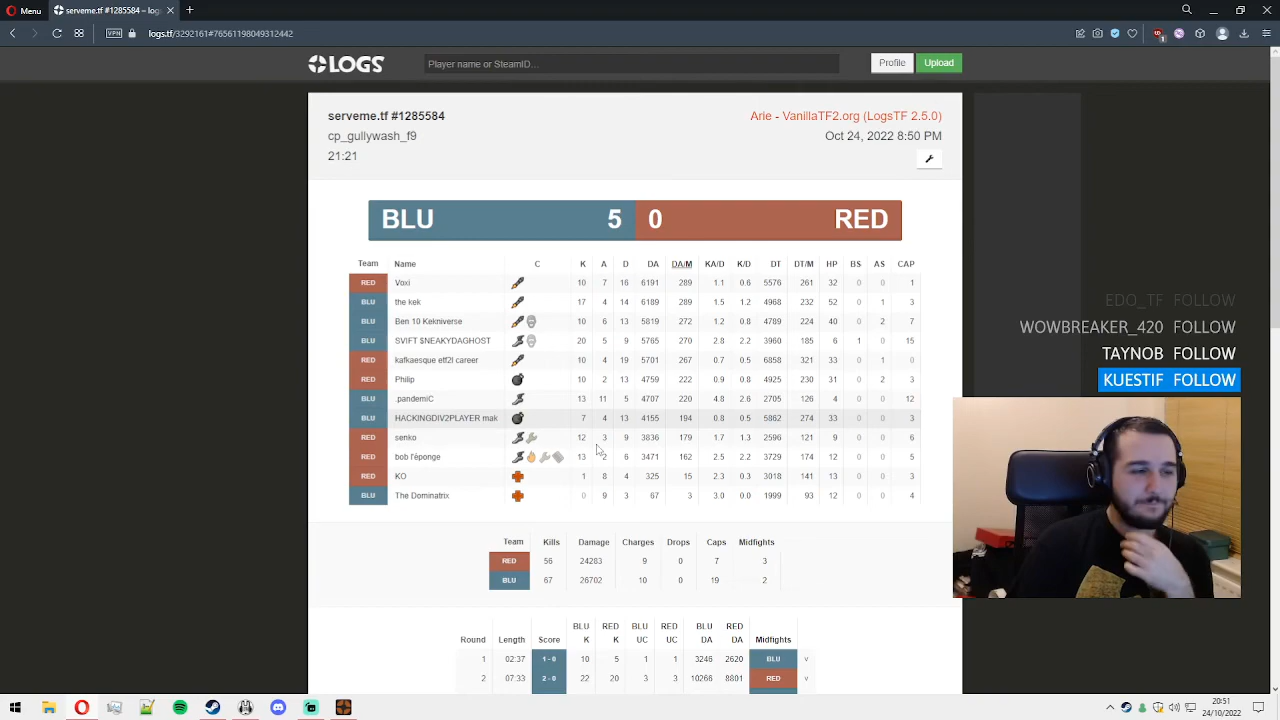 Menu
serveme.tf #1285584 – log
VPN
logs.tf/3292161#76561198049312442
LOGS
Player name or SteamID...
Profile
Upload
serveme.tf #1285584
Arie - VanillaTF2.org (LogsTF 2.5.0)
cp_gullywash_f9
Oct 24, 2022 8:50 PM
21:21
BLU 5 0 RED
Team Name C K A D DA DA/M KA/D K/D DT DT/M HP BS AS CAP
RED Voxi 10 7 16 6191 289 1.1 0.6 5576 261 32 0 0 1
BLU the kek 17 4 14 6189 289 1.5 1.2 4968 232 52 0 1 3
BLU Ben 10 Kekniverse 10 6 13 5819 272 1.2 0.8 4789 224 40 0 2 7
BLU SVIFT $NEAKYDAGHOST 20 5 9 5765 270 2.8 2.2 3960 185 6 1 0 15
RED kafkaesque etf2l career 10 4 19 5701 267 0.7 0.5 6858 321 33 0 1 0
RED Philip 10 2 13 4759 222 0.9 0.8 4925 230 31 0 2 3
BLU .pandemiC 13 11 5 4707 220 4.8 2.6 2705 126 4 0 0 12
BLU HACKINGDIV2PLAYER mak 7 4 13 4155 194 0.8 0.5 5862 274 38 0 0 3
RED senko 12 3 9 3836 179 1.7 1.3 2596 121 9 0 0 6
RED bob l'éponge 13 2 6 3471 162 2.5 2.2 3729 174 12 0 0 5
RED KO 1 8 4 325 15 2.3 0.3 3018 141 13 0 0 3
BLU The Dominatrix 0 9 3 67 3 3.0 0.0 1999 93 12 0 0 4
EDO_TF FOLLOW
WOWBREAKER_420 FOLLOW
TAYNOB FOLLOW
KUESTIF FOLLOW
Team Kills Damage Charges Drops Caps Midfights
RED 56 24283 9 0 7 3
BLU 67 26702 10 0 19 2
Round Length Score BLU K RED K BLU UC RED UC BLU DA RED DA Midfights
1 02:37 1 - 0 10 5 1 1 3246 2620 BLU v
2 07:33 2 - 0 22 20 3 3 10266 8801 RED v
20:51
24/10/2022